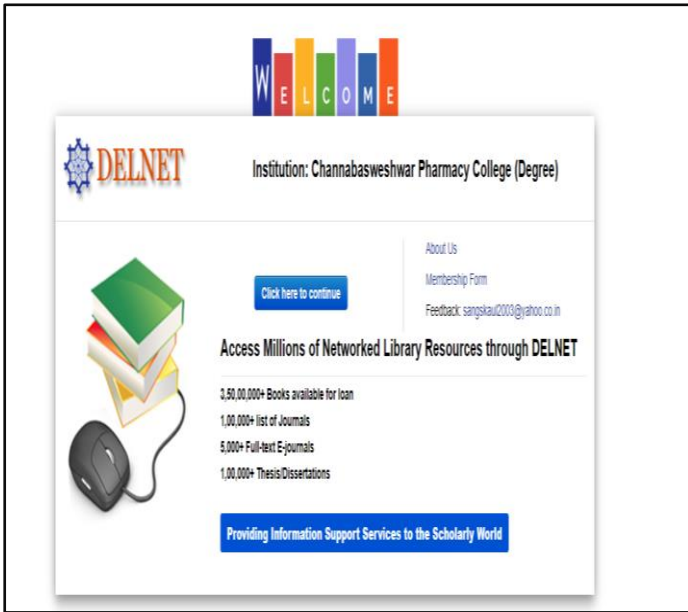 WELCOME
DELNET
Institution: Channabasweshwar Pharmacy College (Degree)
About Us
Click here to continue
Membership Form
Feedback: sangskaul2003@yahoo.co.in
Access Millions of Networked Library Resources through DELNET
3,50,00,000+ Books available for loan
1,00,000+ list of Journals
5,000+ Full-text E-journals
1,00,000+ Thesis/Dissertations
Providing Information Support Services to the Scholarly World